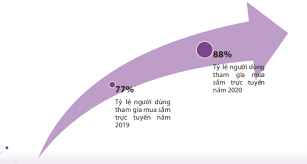 88%
Tỷ lệ người dùng
tham gia mua
sắm trực tuyến
năm 2020
77%
Tỷ lệ người dùng
tham gia mua sắm
trực tuyến năm
2019